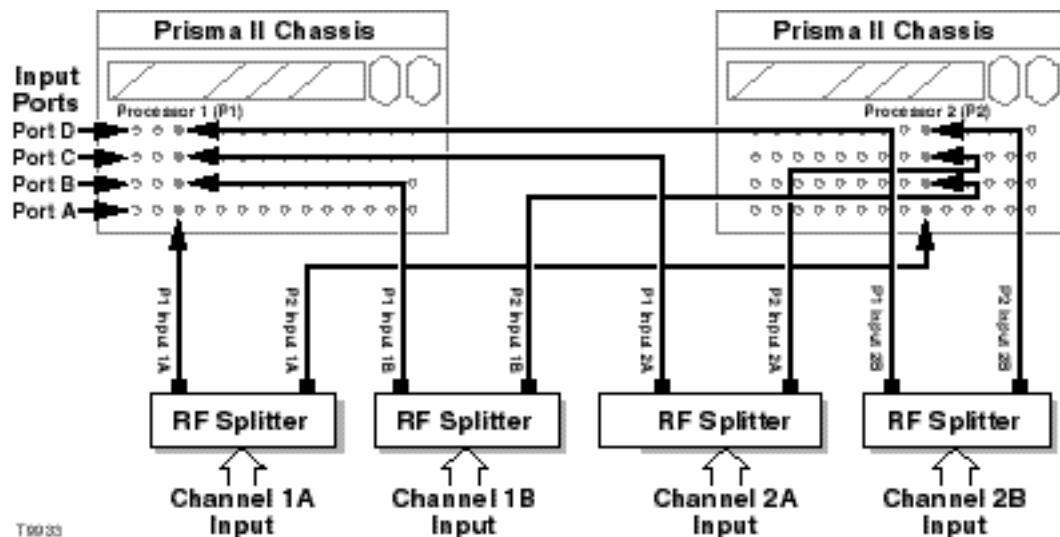 Prisma II Chassis
Prisma II Chassis
Input
Ports
Processor 1 (P1)
Processor 2 (P2)
Port D
Port C
Port B
Port A
P1 Input 1A
P2 Input 1A
P1 Input 1B
P2 Input 1B
P1 Input 2A
P2 Input 2A
P1 Input 2B
P2 Input 2B
RF Splitter
RF Splitter
RF Splitter
RF Splitter
Channel 1A
Input
Channel 1B
Input
Channel 2A
Input
Channel 2B
Input
T9933